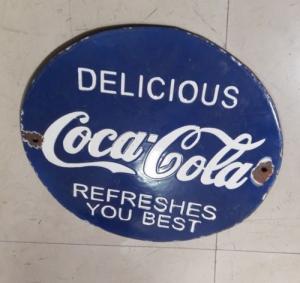 DELICIOUS
Coca-Cola
REFRESHES
YOU BEST